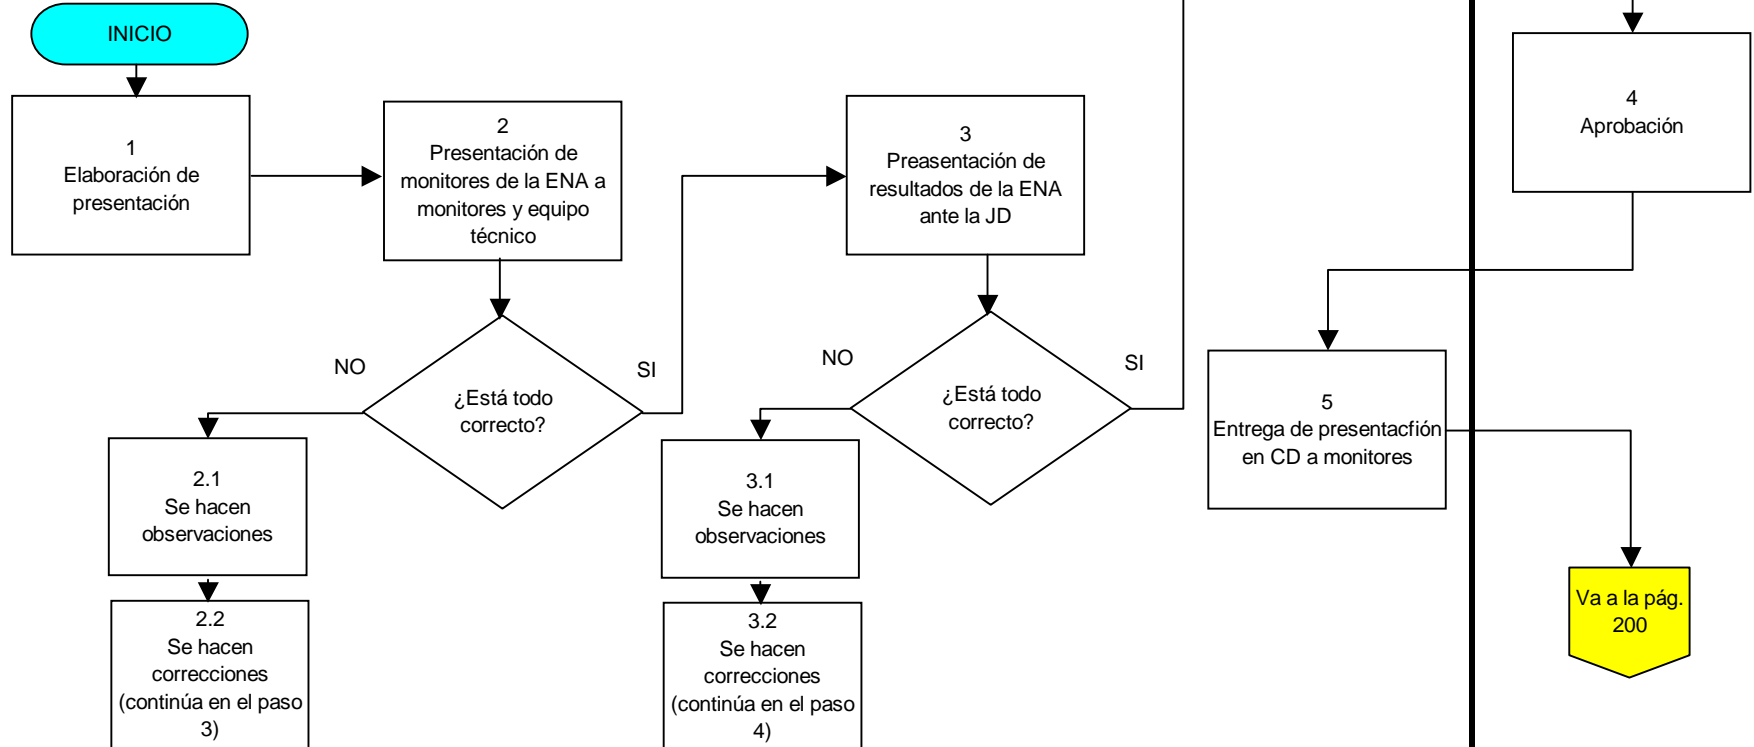 INICIO
1
Elaboración de
presentación
2
Presentación de
monitores de la ENA a
monitores y equipo
técnico
3
Preasentación de
resultados de la ENA
ante la JD
4
Aprobación
NO
¿Está todo
correcto?
SI
NO
¿Está todo
correcto?
SI
5
Entrega de presentacfión
en CD a monitores
2.1
Se hacen
observaciones
3.1
Se hacen
observaciones
2.2
Se hacen
correcciones
(continúa en el paso
3)
3.2
Se hacen
correcciones
(continúa en el paso
4)
Va a la pág.
200